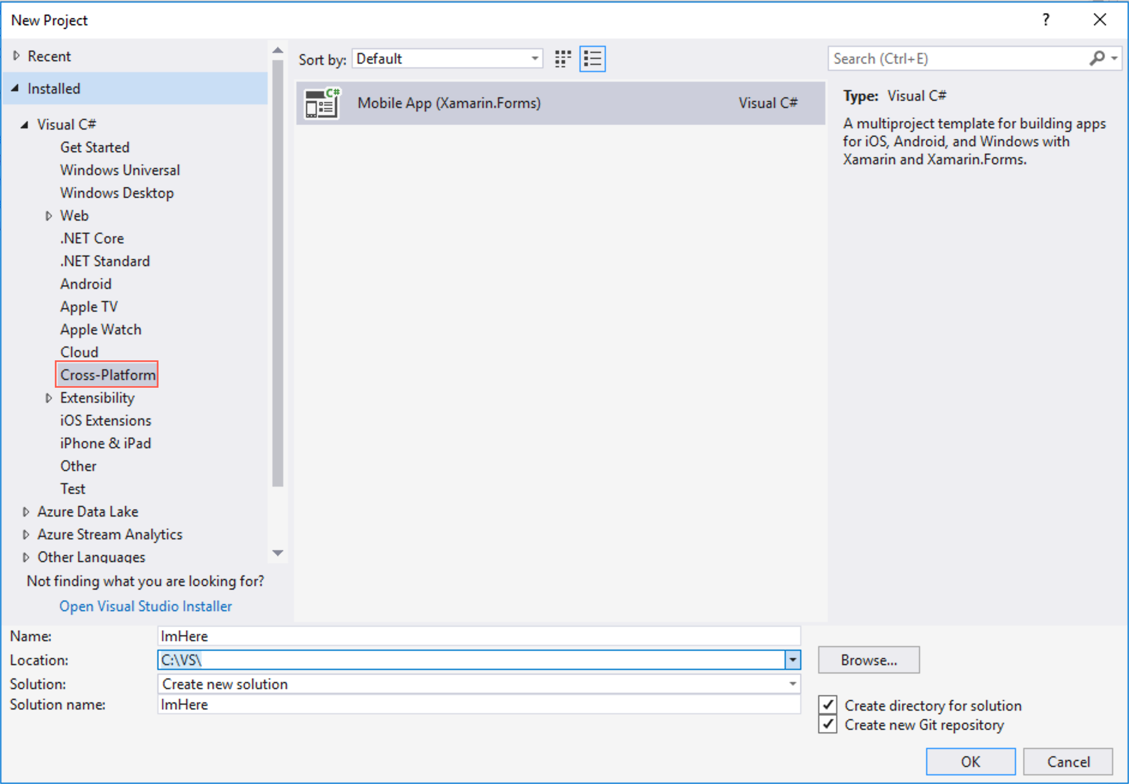 New Project
?
Recent
Installed
Visual C#
Get Started
Windows Universal
Windows Desktop
Web
.NET Core
.NET Standard
Android
Apple TV
Apple Watch
Cloud
Cross-Platform
Extensibility
iOS Extensions
iPhone & iPad
Other
Test
Azure Data Lake
Azure Stream Analytics
Other Languages
Not finding what you are looking for?
Open Visual Studio Installer
Sort by: Default
C#
Mobile App (Xamarin.Forms) Visual C#
Search (Ctrl+E)
Type: Visual C#
A multiproject template for building apps
for iOS, Android, and Windows with
Xamarin and Xamarin.Forms.
Name: ImHere
Location: C:\VS\
Browse...
Solution: Create new solution
Solution name: ImHere
Create directory for solution
Create new Git repository
OK Cancel